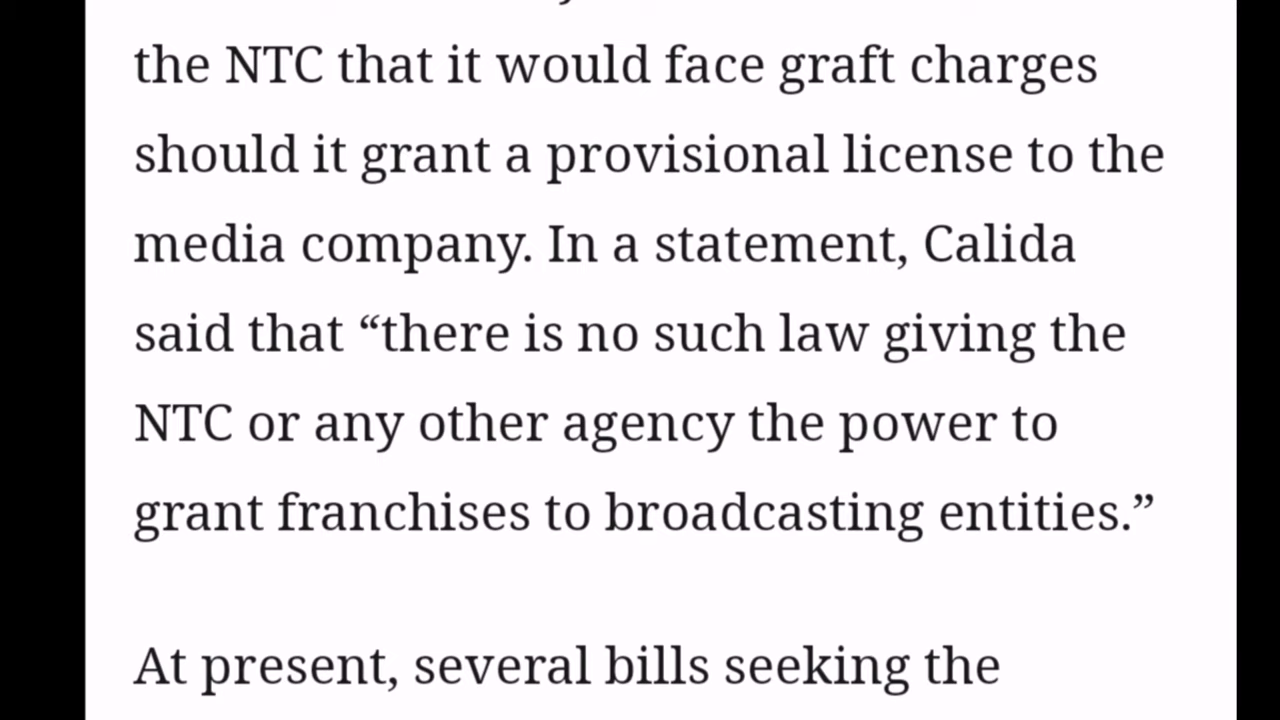 the NTC that it would face graft charges
should it grant a provisional license to the
media company. In a statement, Calida
said that “there is no such law giving the
NTC or any other agency the power to
grant franchises to broadcasting entities.”
At present, several bills seeking the